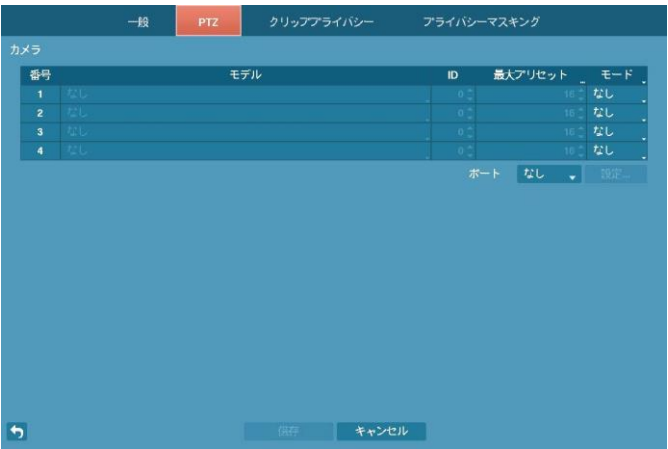 一般 PTZ クリッププライバシー プライバシーマスキング
カメラ
番号 モデル ID 最大プリセット モード
1 なし 0 16 なし
2 なし 0 16 なし
3 なし 0 16 なし
4 なし 0 16 なし
ポート なし 設定...
保存 キャンセル